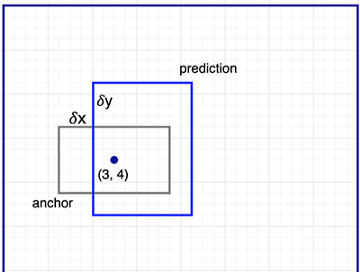 prediction
δy
δx
(3, 4)
anchor